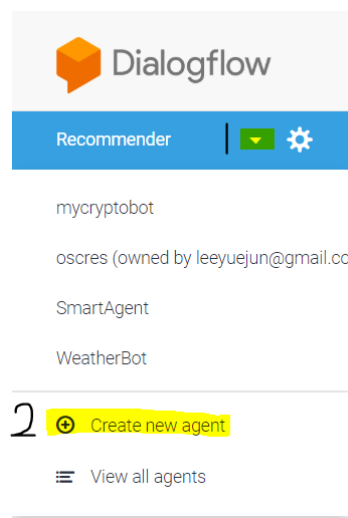 Dialogflow
Recommender
mycryptobot
oscres (owned by leeyuejun@gmail.co
SmartAgent
WeatherBot
2 Create new agent
View all agents